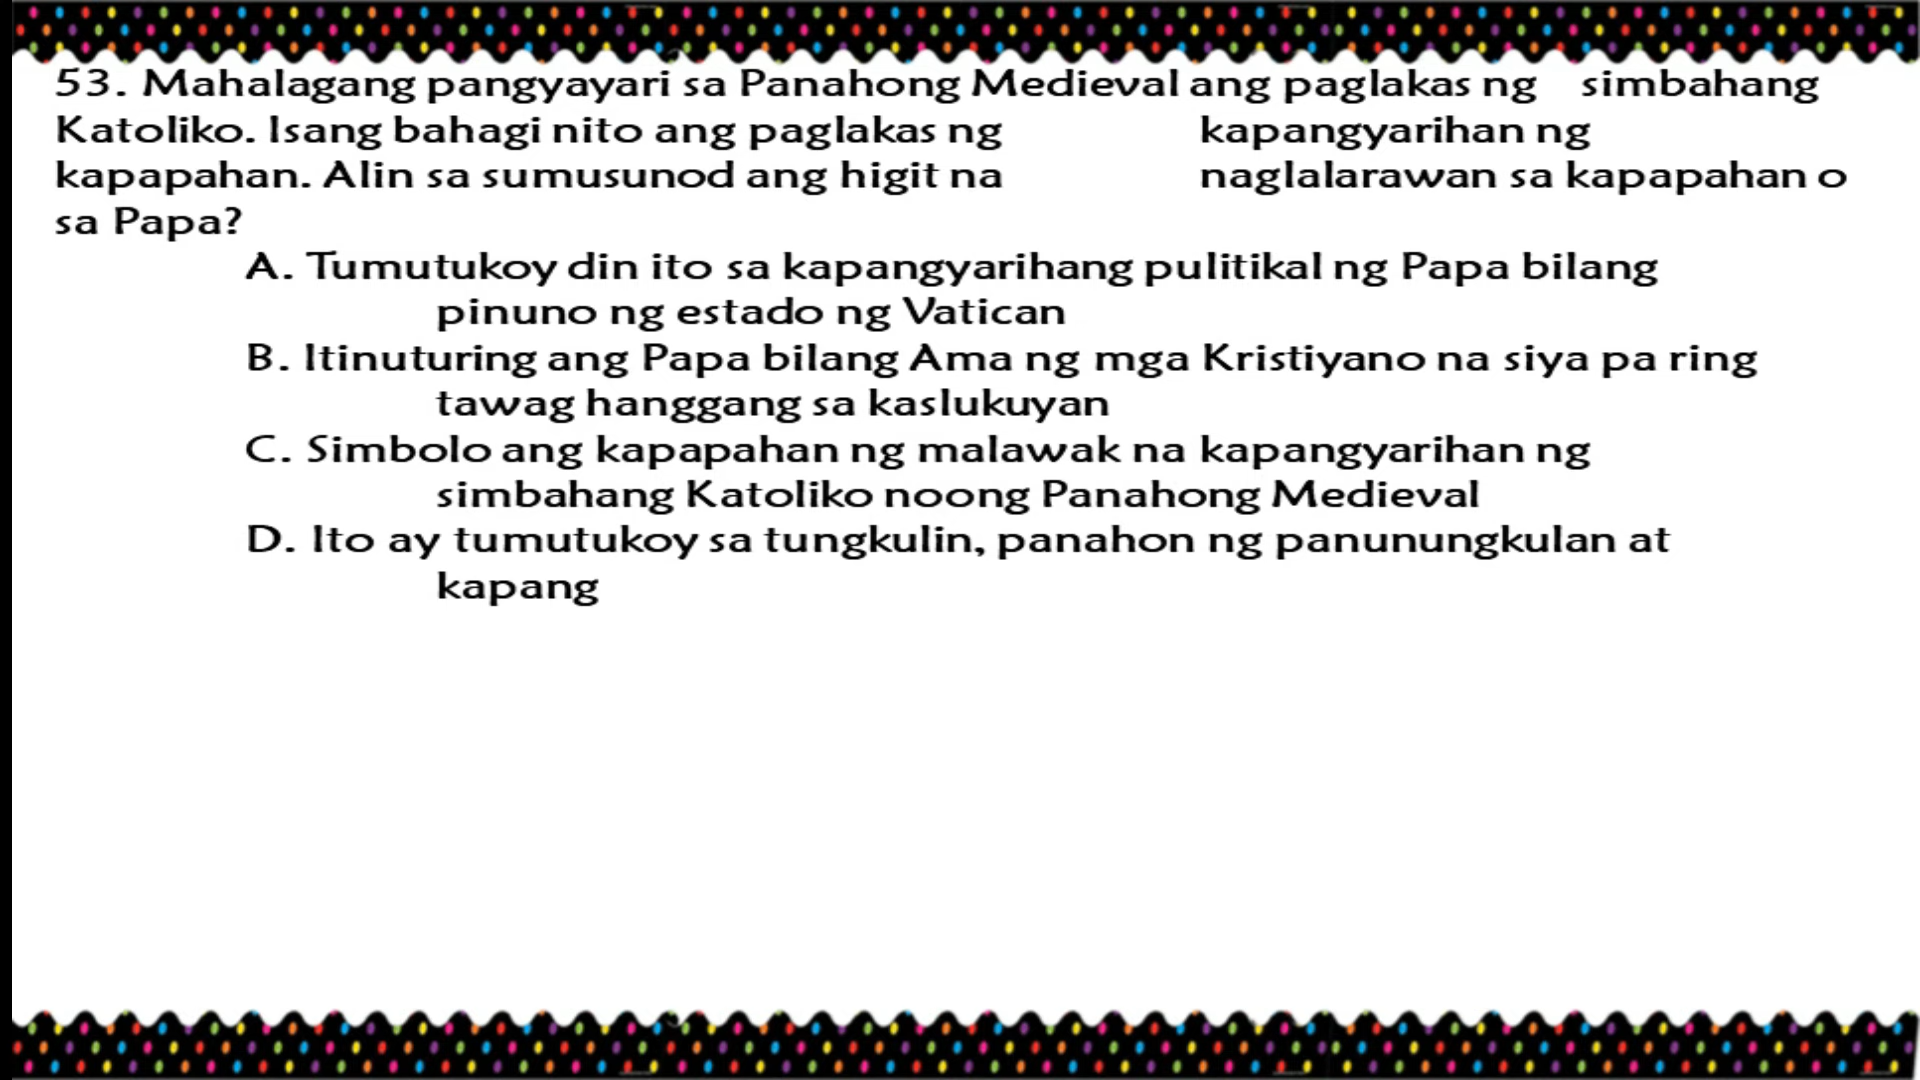 53. Mahalagang pangyayari sa Panahong Medieval ang paglakas ng simbahang
Katoliko. Isang bahagi nito ang paglakas ng kapangyarihan ng
kapapahan. Alin sa sumusunod ang higit na naglalarawan sa kapapahan o
sa Papa?
A. Tumutukoy din ito sa kapangyarihang pulitikal ng Papa bilang
pinuno ng estado ng Vatican
B. Itinuturing ang Papa bilang Ama ng mga Kristiyano na siya pa ring
tawag hanggang sa kaslukuyan
C. Simbolo ang kapapahan ng malawak na kapangyarihan ng
simbahang Katoliko noong Panahong Medieval
D. Ito ay tumutukoy sa tungkulin, panahon ng panunungkulan at
kapang